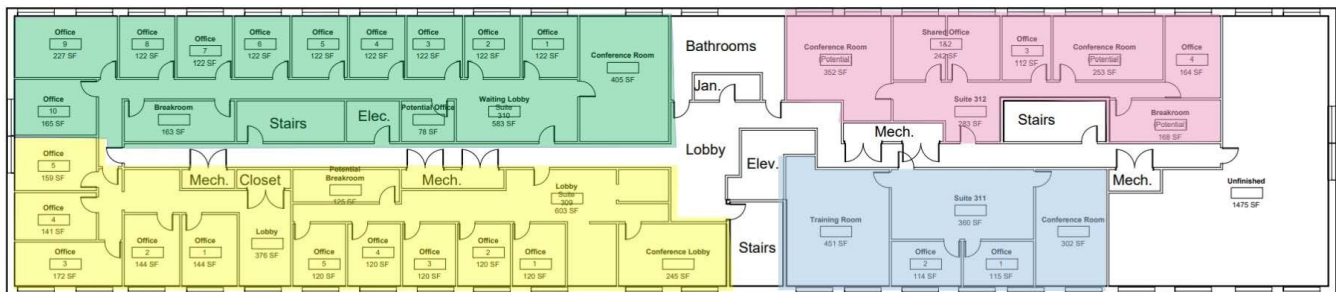 Office
9
227 SF
Office
8
122 SF
Office
7
122 SF
Office
6
122 SF
Office
5
122 SF
Office
4
122 SF
Office
3
122 SF
Office
2
122 SF
Office
1
122 SF
Conference Room
405 SF
Bathrooms
Jan.
Conference Room
(Potential)
352 SF
Shared Office
1&2
242 SF
Office
3
112 SF
Conference Room
(Potential)
253 SF
Office
4
164 SF
Office
10
165 SF
Breakroom
163 SF
Stairs
Elec.
Potential Office
78 SF
Waiting Lobby
Suite
310
583 SF
Suite 312
283 SF
Stairs
Breakroom
(Potential)
168 SF
Mech.
Lobby
Elev.
Office
5
159 SF
Mech.
Closet
Potential
Breakroom
125 SF
Mech.
Lobby
Suite
309
603 SF
Mech.
Unfinished
1475 SF
Office
4
141 SF
Office
3
172 SF
Office
2
144 SF
Office
1
144 SF
Lobby
376 SF
Office
5
120 SF
Office
4
120 SF
Office
3
120 SF
Office
2
120 SF
Office
1
120 SF
Conference Lobby
245 SF
Stairs
Training Room
451 SF
Suite 311
360 SF
Conference Room
302 SF
Office
2
114 SF
Office
1
115 SF